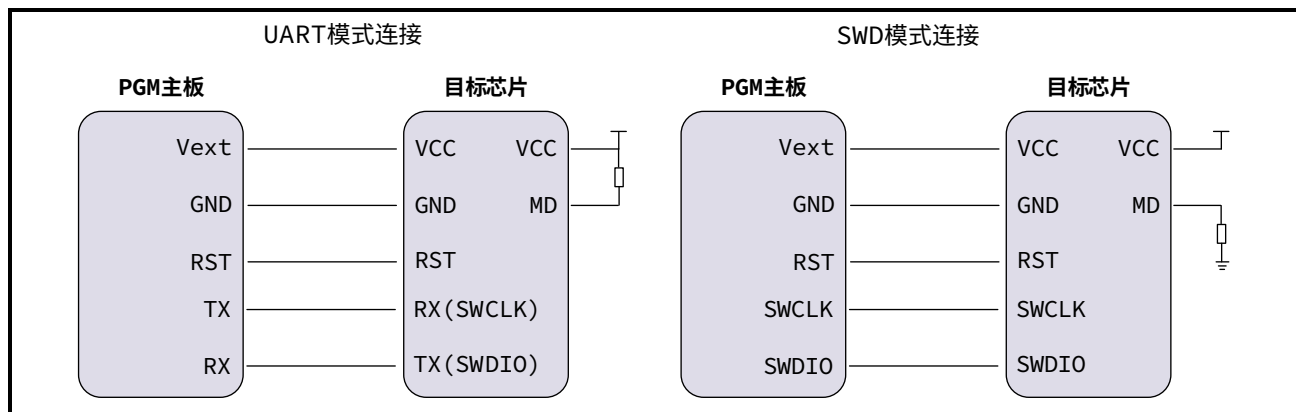 UART模式连接
PGM主板
目标芯片
Vext
VCC
VCC
GND
GND
MD
RST
RST
TX
RX(SWCLK)
RX
TX(SWDIO)
SWD模式连接
PGM主板
目标芯片
Vext
VCC
VCC
GND
GND
MD
RST
RST
SWCLK
SWCLK
SWDIO
SWDIO